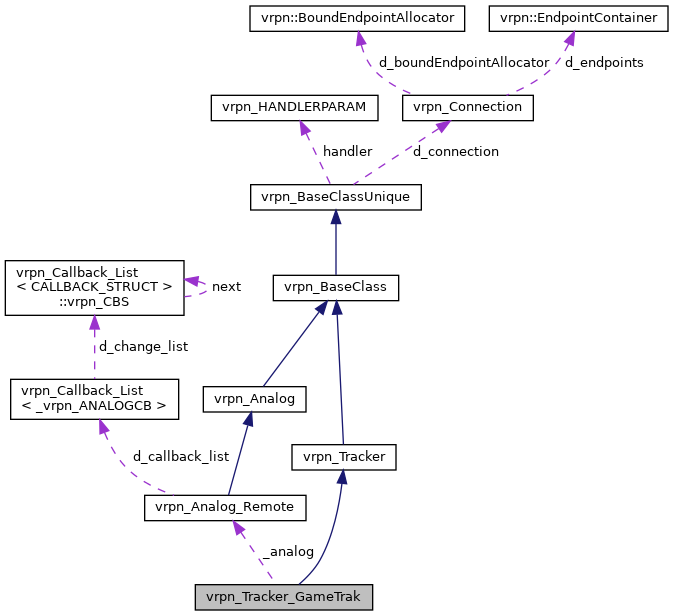 vrpn::BoundEndpointAllocator
vrpn::EndpointContainer
d_boundEndpointAllocator
d_endpoints
vrpn_HANDLERPARAM
vrpn_Connection
handler
d_connection
vrpn_BaseClassUnique
vrpn_Callback_List
< CALLBACK_STRUCT >
::vrpn_CBS
next
vrpn_BaseClass
d_change_list
vrpn_Callback_List
< _vrpn_ANALOGCB >
vrpn_Analog
d_callback_list
vrpn_Tracker
vrpn_Analog_Remote
_analog
vrpn_Tracker_GameTrak